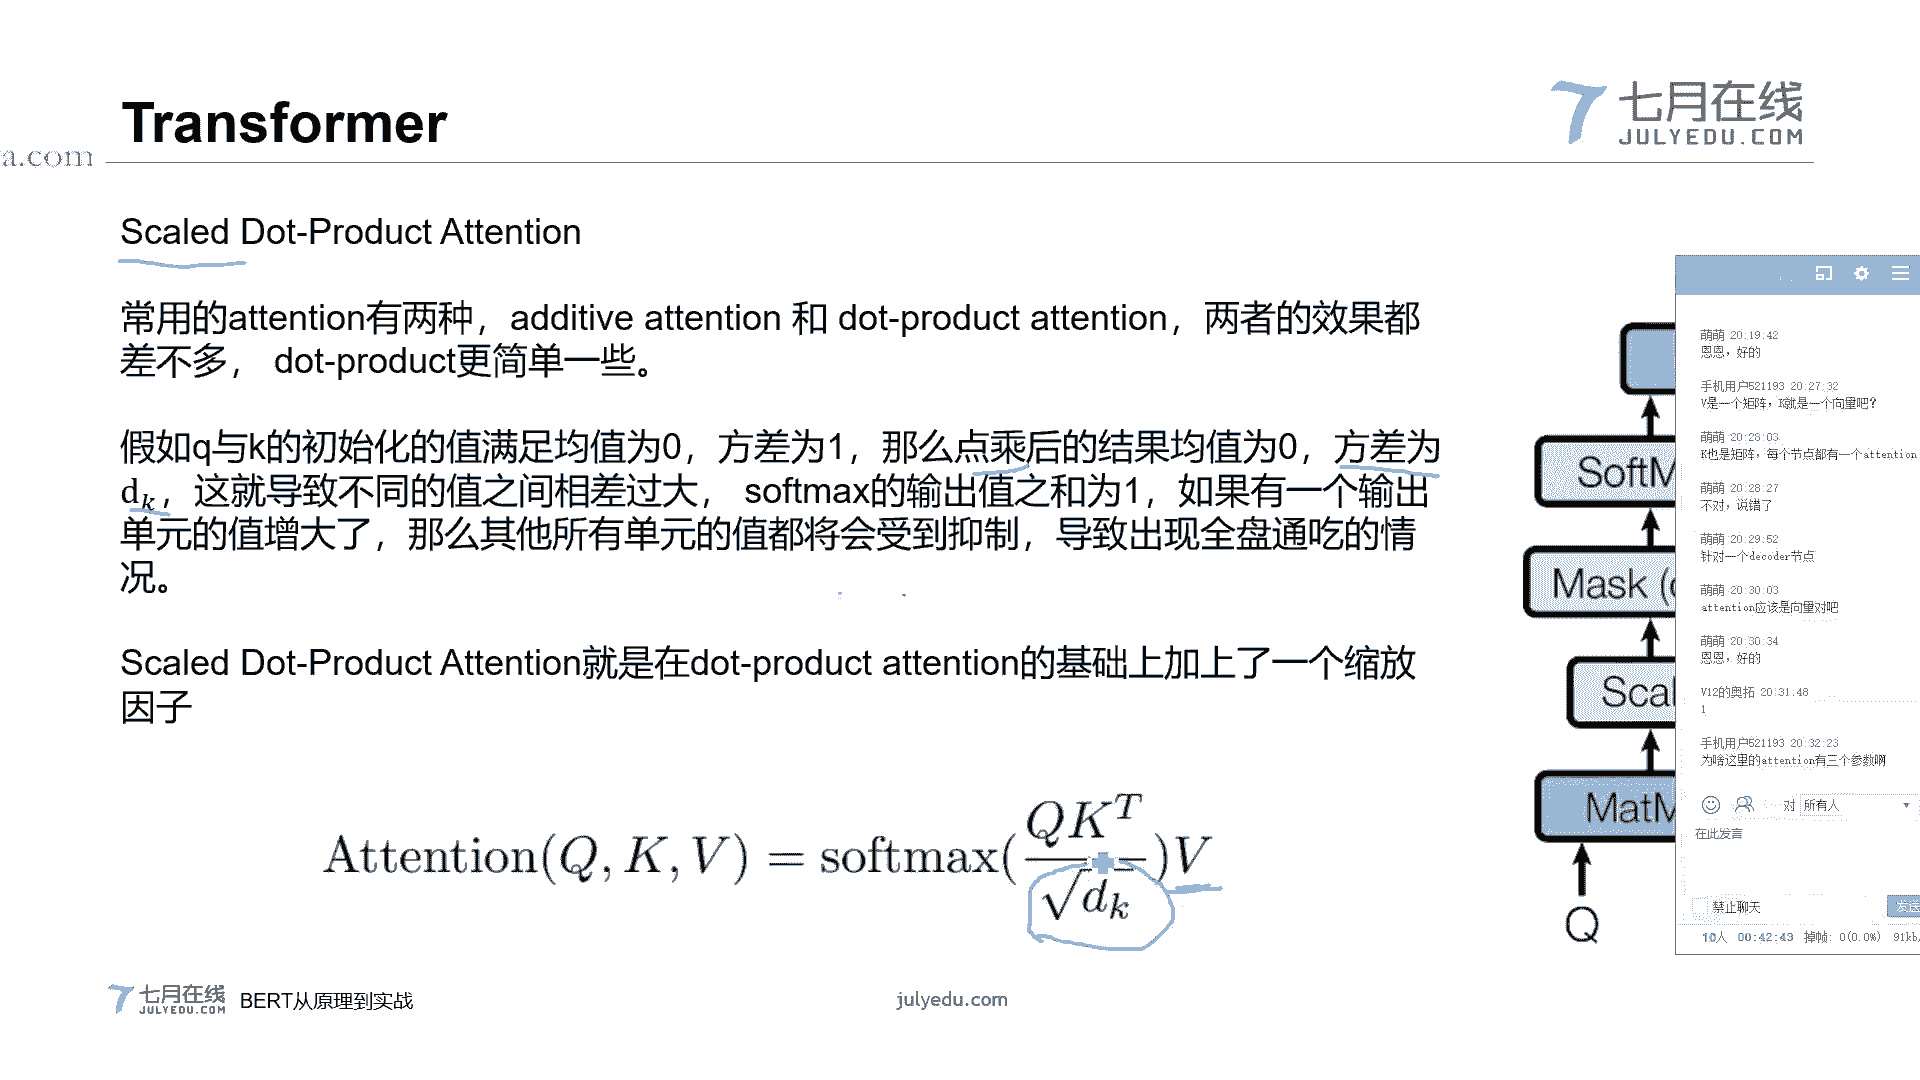 Transformer
七月在线
JULYEDU.COM
a.com
Scaled Dot-Product Attention
常用的attention有两种，additive attention 和 dot-product attention，两者的效果都
差不多， dot-product更简单一些。
假如q与k的初始化的值满足均值为0，方差为1，那么点乘后的结果均值为0，方差为
d_k，这就导致不同的值之间相差过大， softmax的输出值之和为1，如果有一个输出
单元的值增大了，那么其他所有单元的值都将会受到抑制，导致出现全盘通吃的情
况。
Scaled Dot-Product Attention就是在dot-product attention的基础上加上了一个缩放
因子
Attention(Q, K, V) = softmax(QK^T / √d_k)V
SoftM
Mask (
Scal
MatM
Q
萌萌 20:19:42
恩恩，好的
手机用户521193 20:27:32
V是一个矩阵，K就是一个向量吧？
萌萌 20:28:03
K也是矩阵，每个节点都有一个attention
萌萌 20:28:27
不对，说错了
萌萌 20:29:52
针对一个decoder节点
萌萌 20:30:03
attention应该是向量对吧
萌萌 20:30:34
恩恩，好的
V12的奥拓 20:31:48
1
手机用户521193 20:32:23
为啥这里的attention有三个参数啊
对 所有人
在此发言
禁止聊天
发送
10人 00:42:43 掉帧: 0(0.0%) 91kb
七月在线
JULYEDU.COM
BERT从原理到实战
julyedu.com